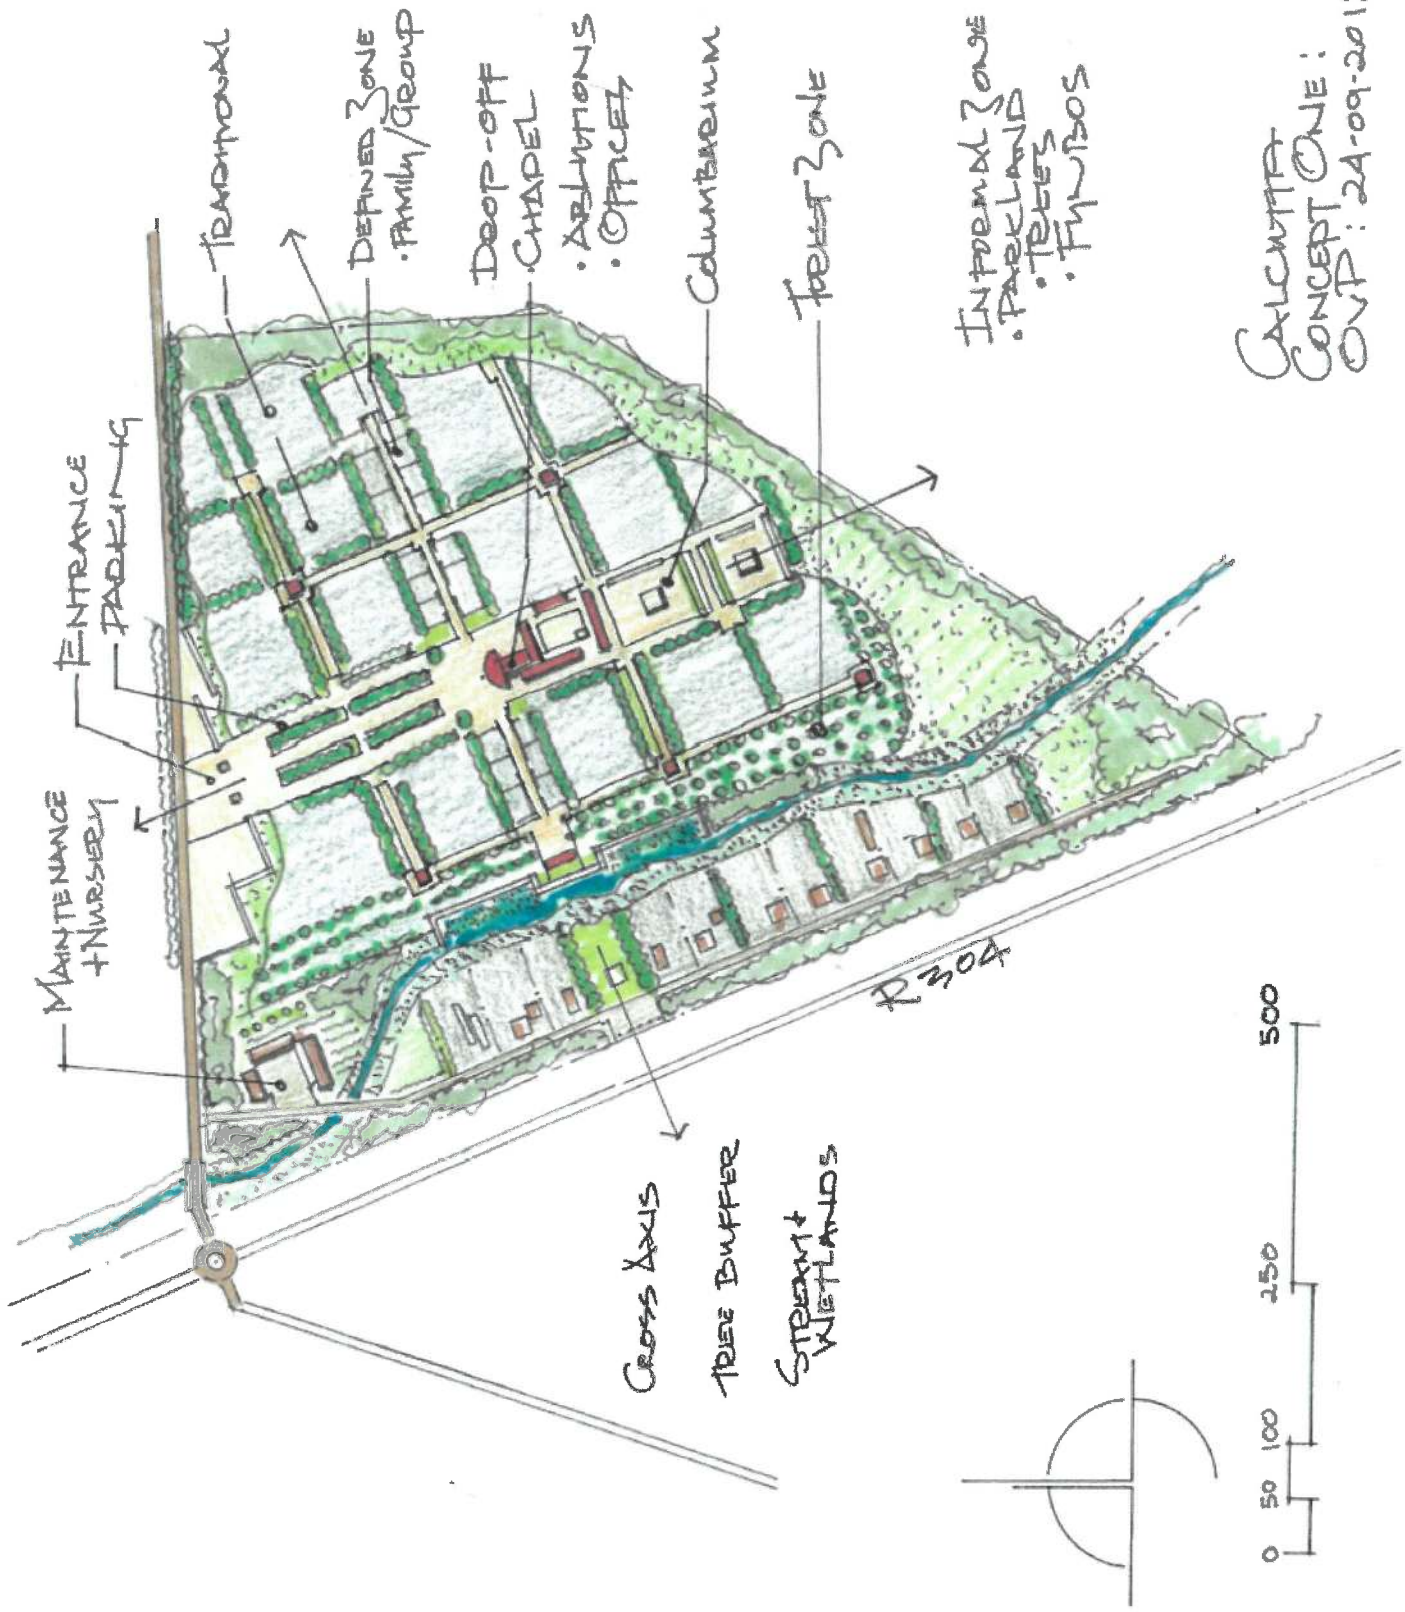 MAINTENANCE
+ NURSERY
ENTRANCE
PARKING
TRADITIONAL
DEFINED ZONE
• FAMILY/GROUP
DROP-OFF
• CHAPEL
• ABLUTIONS
• OFFICES
COLUMBARIUM
FOREST ZONE
INFORMAL ZONE
• PARKLAND
• TREES
• FYNBOS
CROSS AXIS
TREE BUFFER
STREAM +
WETLANDS
R304
0 50 100 250 500
CALCUTTA
CONCEPT ONE:
OVP: 24-09-201